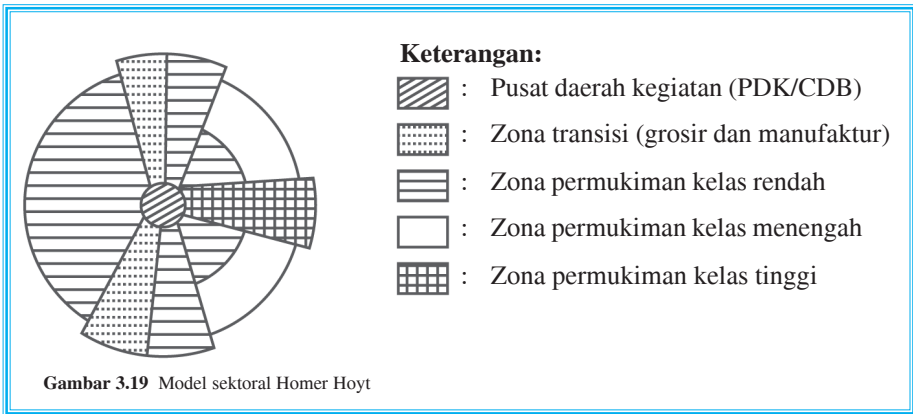 Keterangan:
: Pusat daerah kegiatan (PDK/CDB)
: Zona transisi (grosir dan manufaktur)
: Zona permukiman kelas rendah
: Zona permukiman kelas menengah
: Zona permukiman kelas tinggi
Gambar 3.19 Model sektoral Homer Hoyt